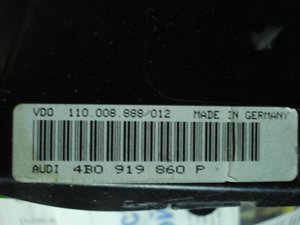 VDO 110.008.888/012 MADE IN GERMANY
AUDI 4B0 919 860 P